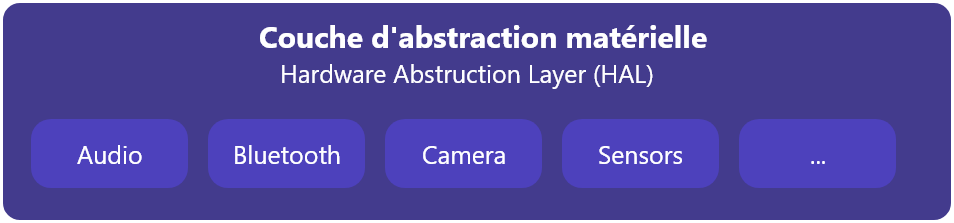 Couche d'abstraction matérielle
Hardware Abstruction Layer (HAL)
Audio Bluetooth Camera Sensors ...